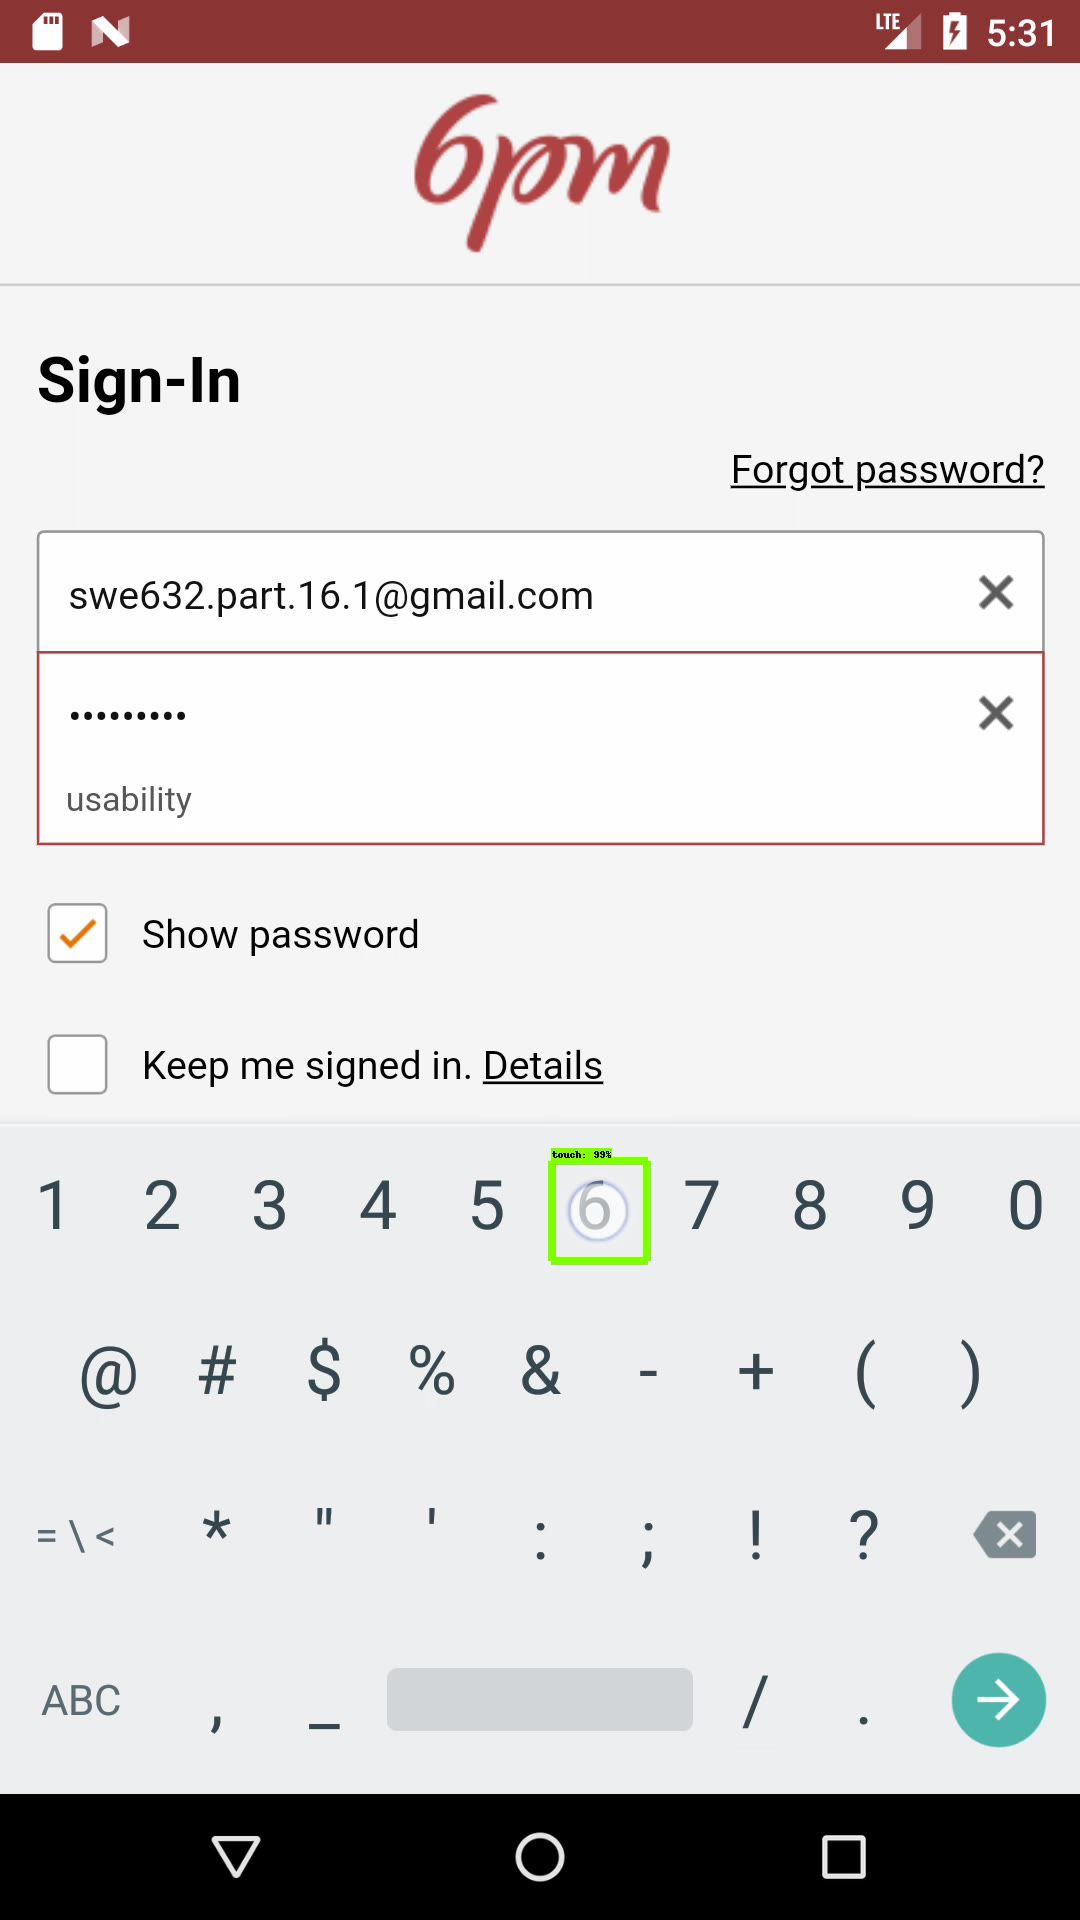 LTE 5:31
6pm
Sign-In
Forgot password?
swe632.part.16.1@gmail.com
•••••••••
usability
Show password
Keep me signed in. Details
touch: 99%
1 2 3 4 5 6 7 8 9 0
@ # $ % & - + ( )
= \ < * " ' : ; ! ?
ABC , _ / .